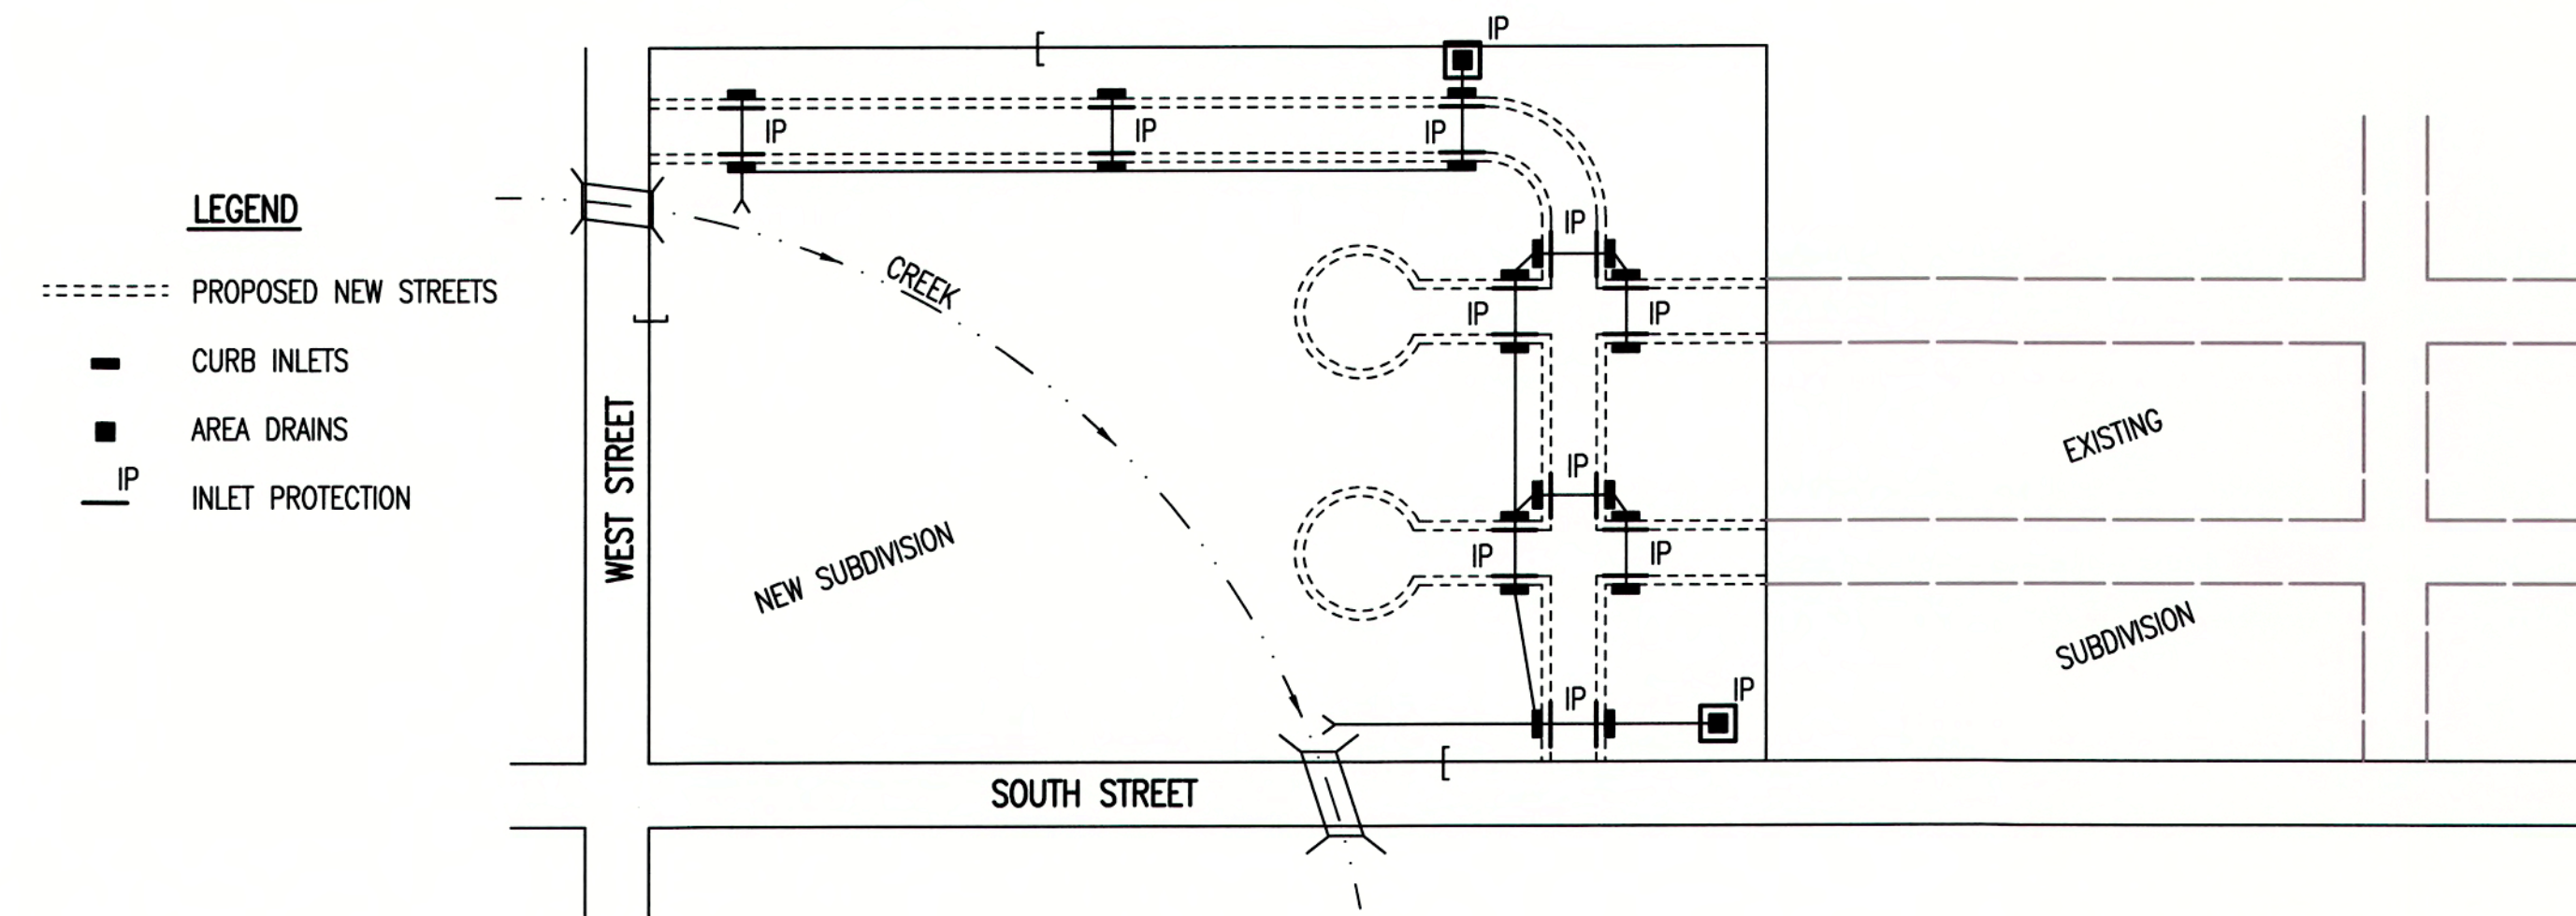 IP
IP
IP
IP
LEGEND
PROPOSED NEW STREETS
CURB INLETS
AREA DRAINS
IP
INLET PROTECTION
WEST STREET
CREEK
NEW SUBDIVISION
IP
IP
IP
IP
IP
IP
IP
IP
EXISTING
SUBDIVISION
SOUTH STREET